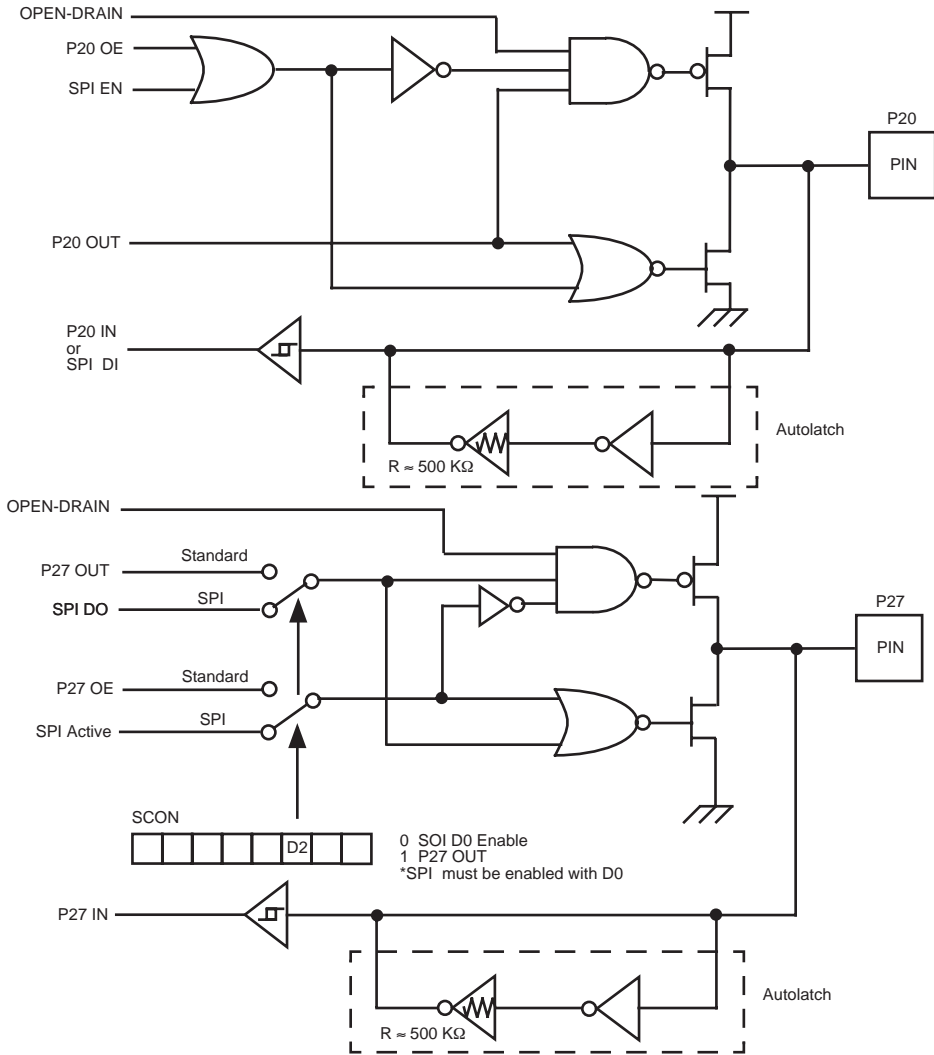 OPEN-DRAIN
P20 OE
SPI EN
P20
PIN
P20 OUT
P20 IN
or
SPI DI
Autolatch
R ≈ 500 KΩ
OPEN-DRAIN
Standard
P27 OUT
SPI
SPI DO
P27
PIN
Standard
P27 OE
SPI
SPI Active
SCON
D2
0 SOI D0 Enable
1 P27 OUT
*SPI must be enabled with D0
P27 IN
Autolatch
R ≈ 500 KΩ